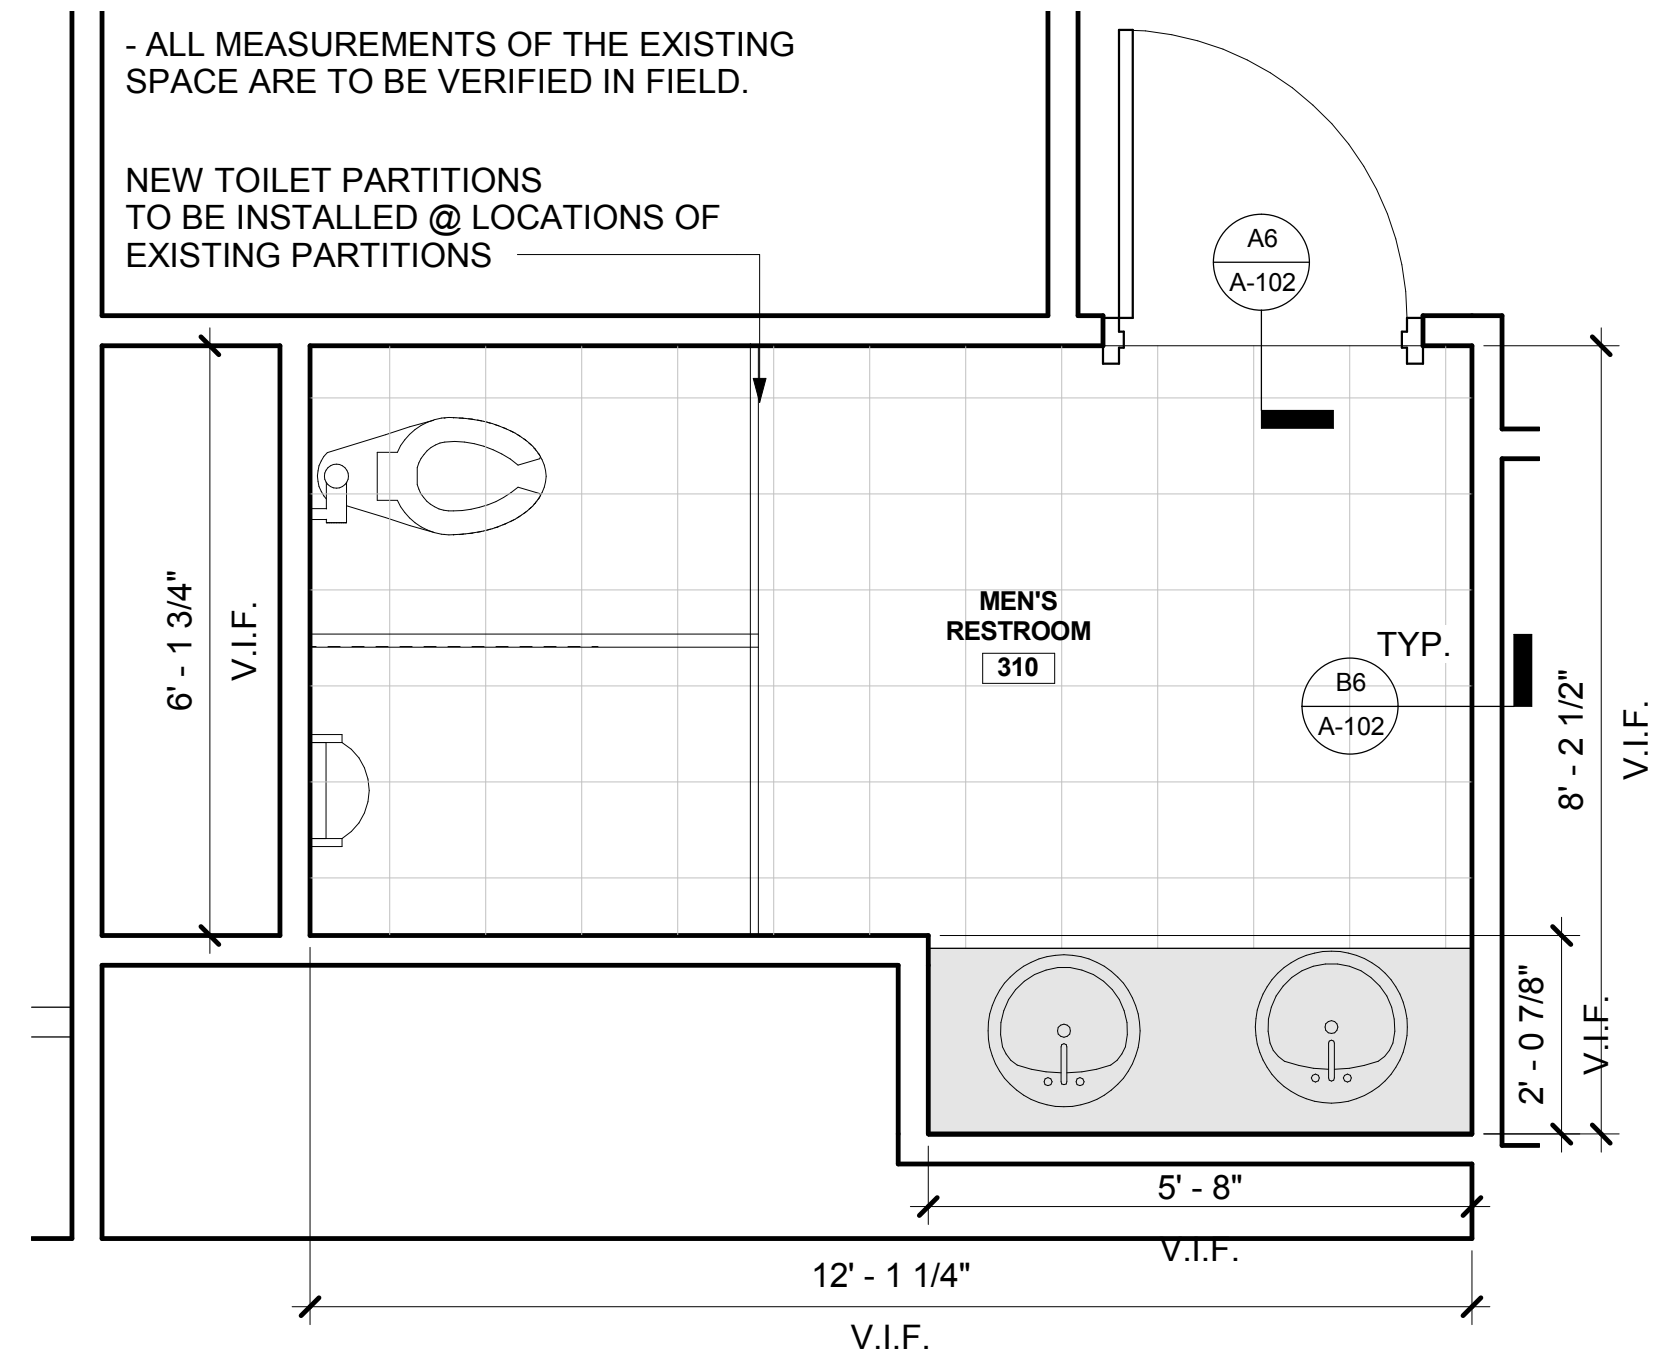 - ALL MEASUREMENTS OF THE EXISTING
SPACE ARE TO BE VERIFIED IN FIELD.
NEW TOILET PARTITIONS
TO BE INSTALLED @ LOCATIONS OF
EXISTING PARTITIONS
A6
A-102
6' - 1 3/4"
V.I.F.
MEN'S
RESTROOM
310
TYP.
B6
A-102
8' - 2 1/2"
V.I.F.
2' - 0 7/8"
V.I.F.
5' - 8"
V.I.F.
12' - 1 1/4"
V.I.F.